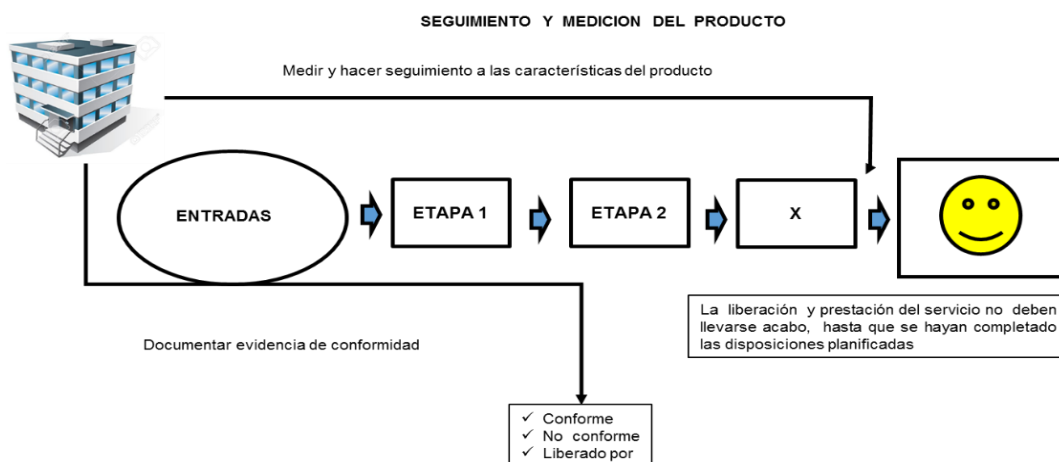 SEGUIMIENTO Y MEDICION DEL PRODUCTO
Medir y hacer seguimiento a las características del producto
ENTRADAS
ETAPA 1
ETAPA 2
X
La liberación y prestación del servicio no deben
llevarse acabo, hasta que se hayan completado
las disposiciones planificadas
Documentar evidencia de conformidad
✓ Conforme
✓ No conforme
✓ Liberado por